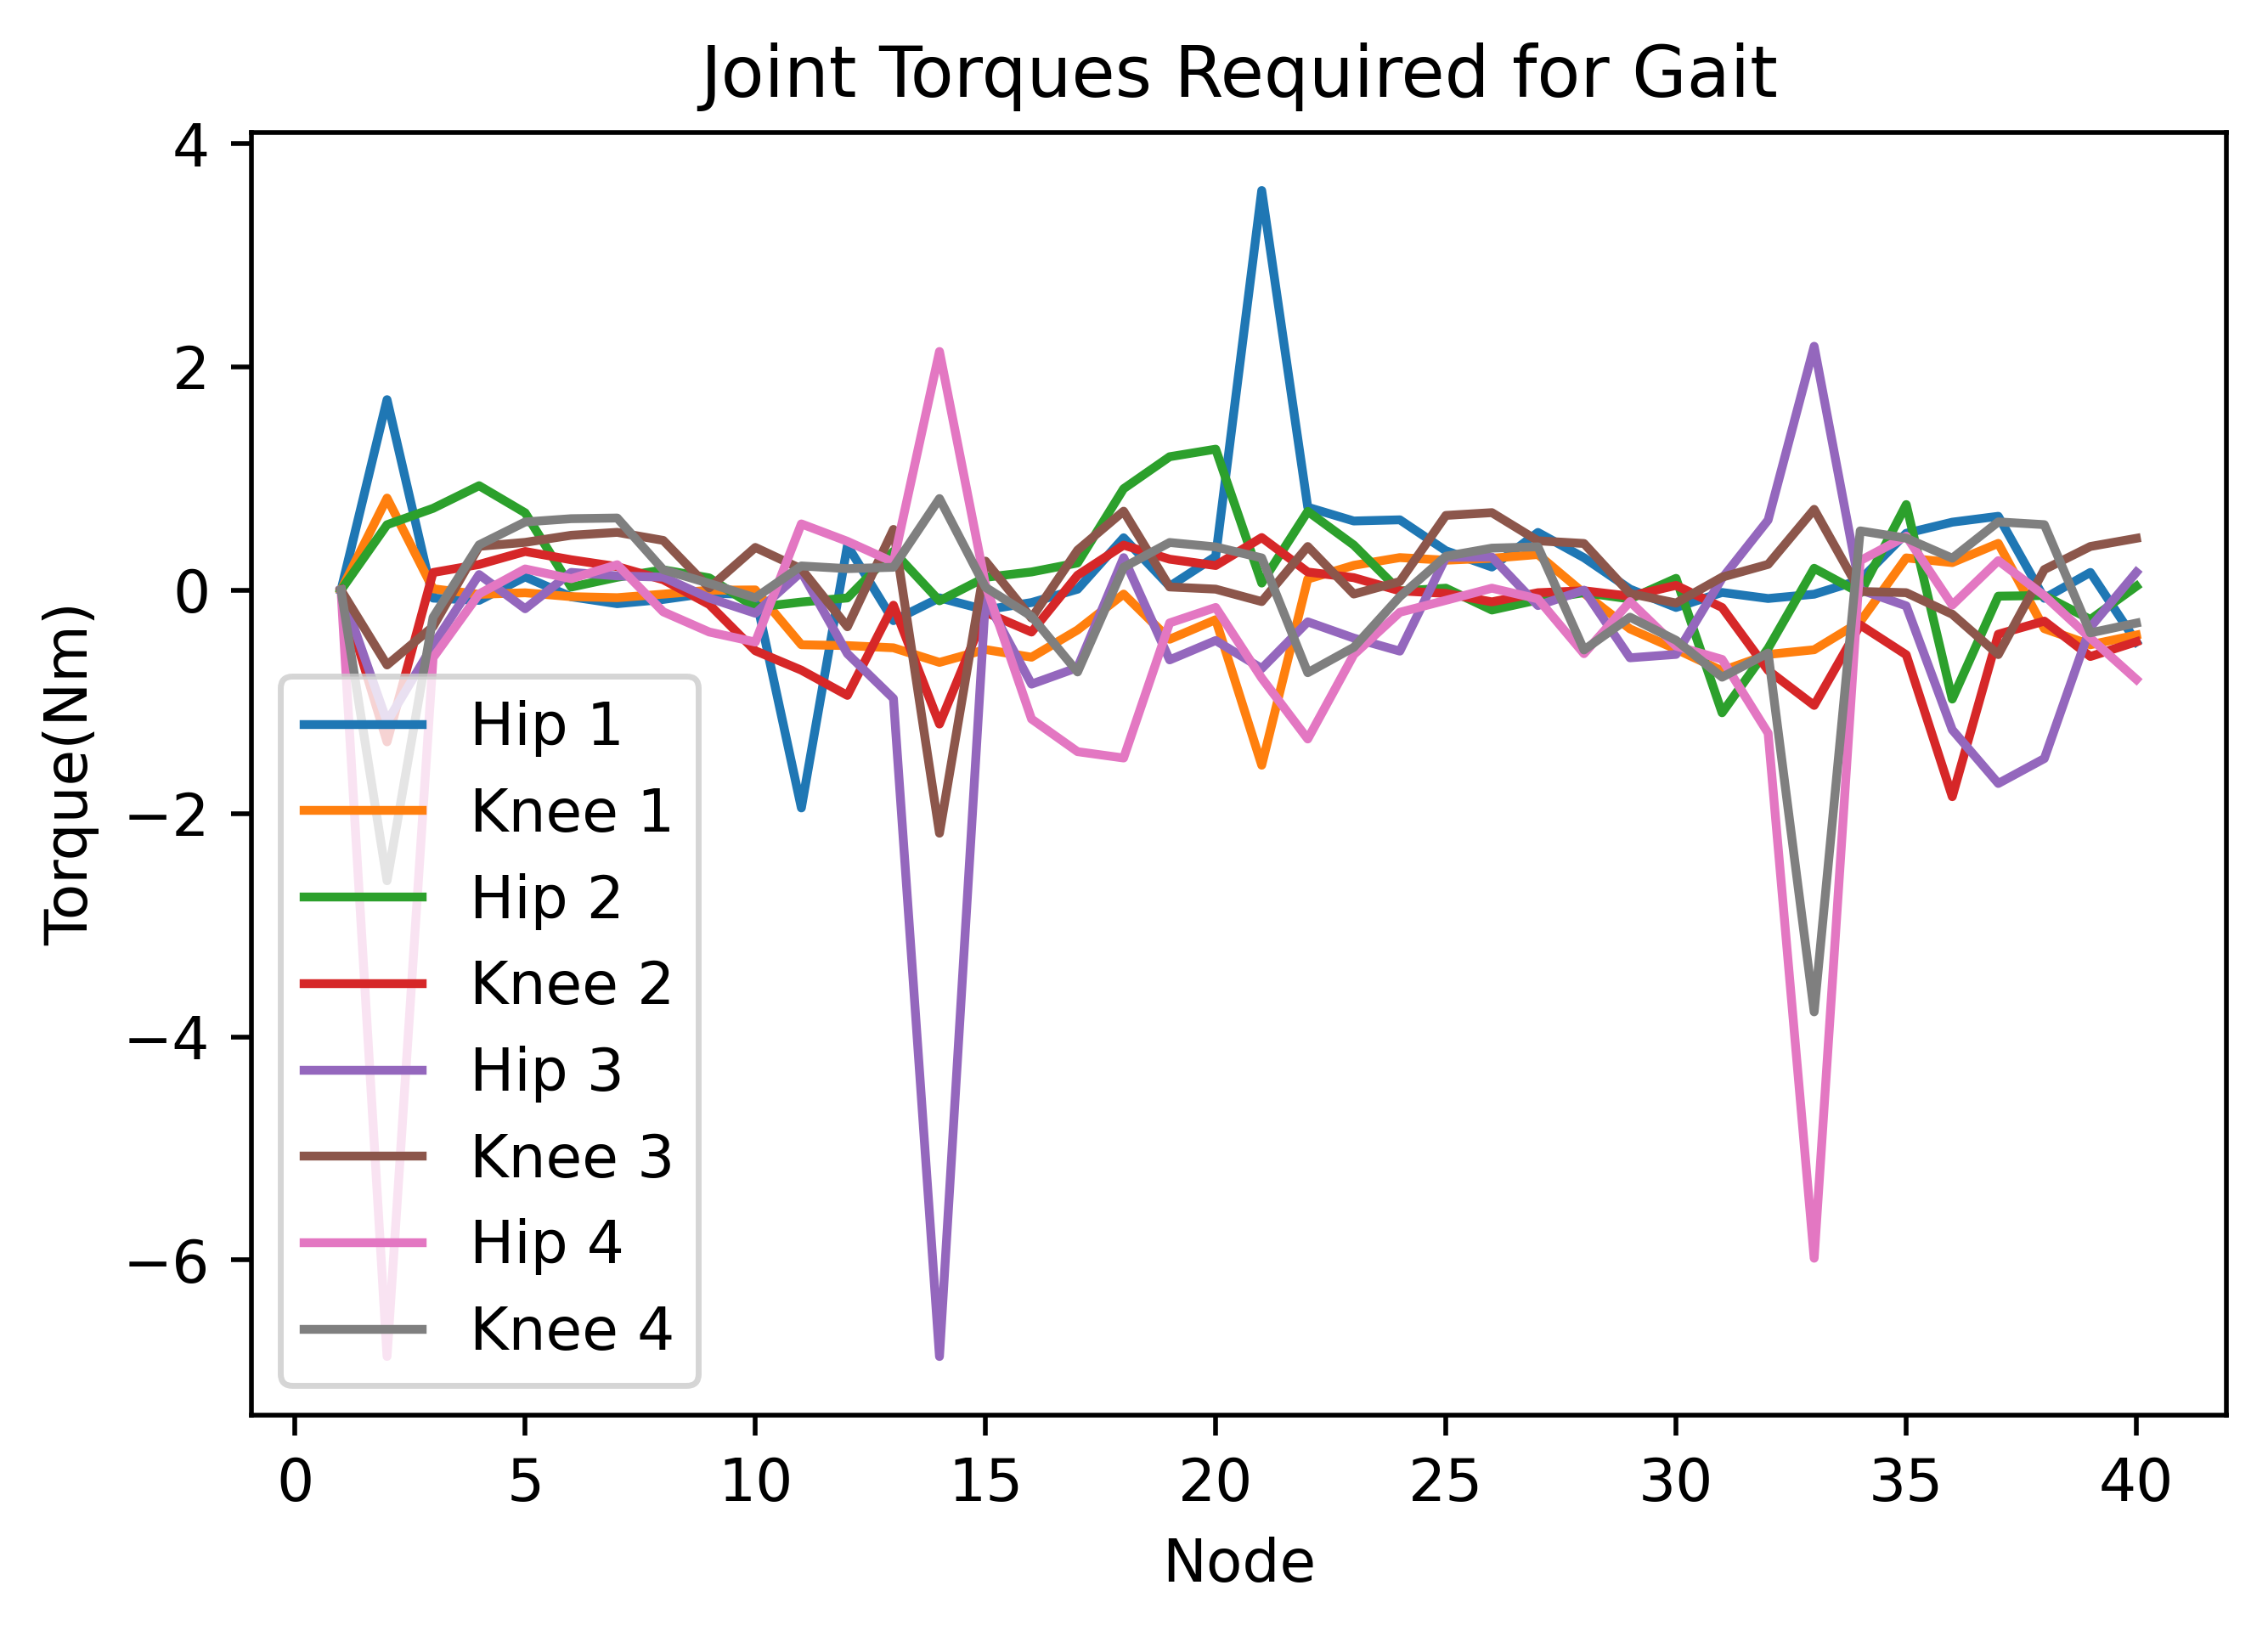 Joint Torques Required for Gait
Torque(Nm)
4
2
0
−2
−4
−6
Hip 1
Knee 1
Hip 2
Knee 2
Hip 3
Knee 3
Hip 4
Knee 4
0 5 10 15 20 25 30 35 40
Node